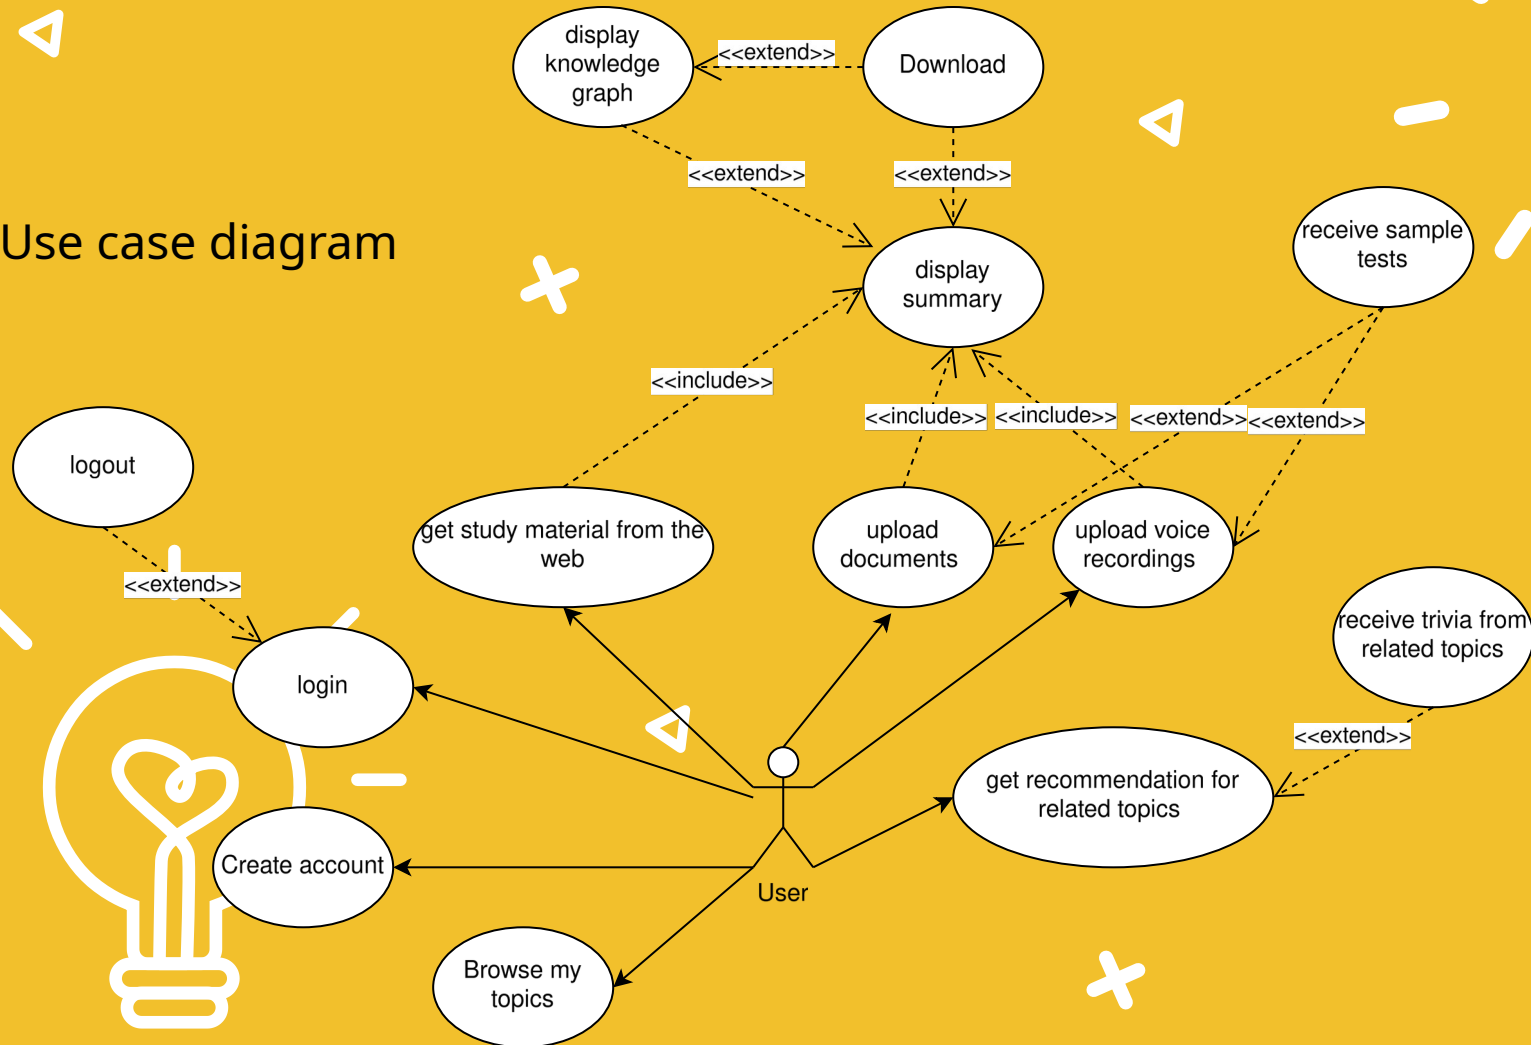 display
knowledge
graph
<<extend>>
Download
<<extend>>
<<extend>>
Use case diagram
display
summary
receive sample
tests
<<include>>
<<include>>
<<include>>
<<extend>>
<<extend>>
logout
get study material from the
web
upload
documents
upload voice
recordings
<<extend>>
login
receive trivia from
related topics
<<extend>>
get recommendation for
related topics
Create account
User
Browse my
topics